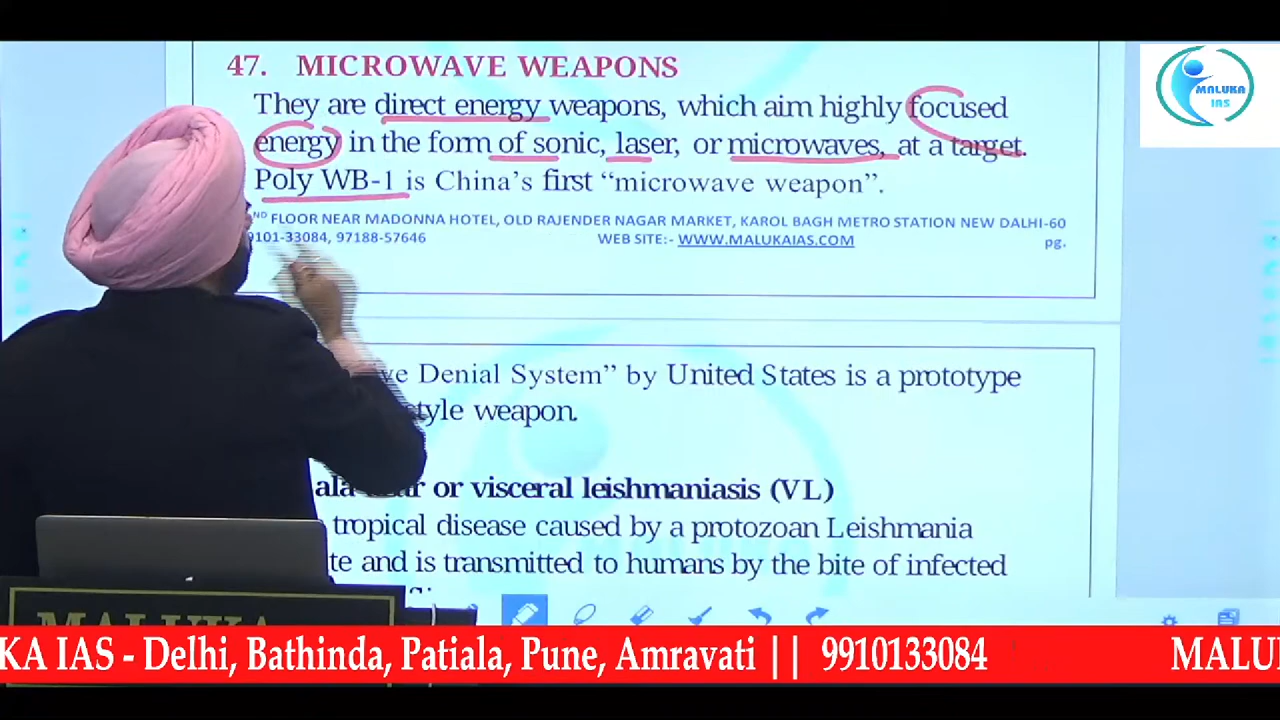 47. MICROWAVE WEAPONS
They are direct energy weapons, which aim highly focused
energy in the form of sonic, laser, or microwaves, at a target.
Poly WB-1 is China's first "microwave weapon".
ND FLOOR NEAR MADONNA HOTEL, OLD RAJENDER NAGAR MARKET, KAROL BAGH METRO STATION NEW DALHI-60
9101-33084, 97188-57646 WEB SITE:- WWW.MALUKAIAS.COM pg.
Denial System" by United States is a prototype
style weapon.
or visceral leishmaniasis (VL)
tropical disease caused by a protozoan Leishmania
and is transmitted to humans by the bite of infected
MALUKA
IAS
MALUKA
KA IAS - Delhi, Bathinda, Patiala, Pune, Amravati || 9910133084 MALU